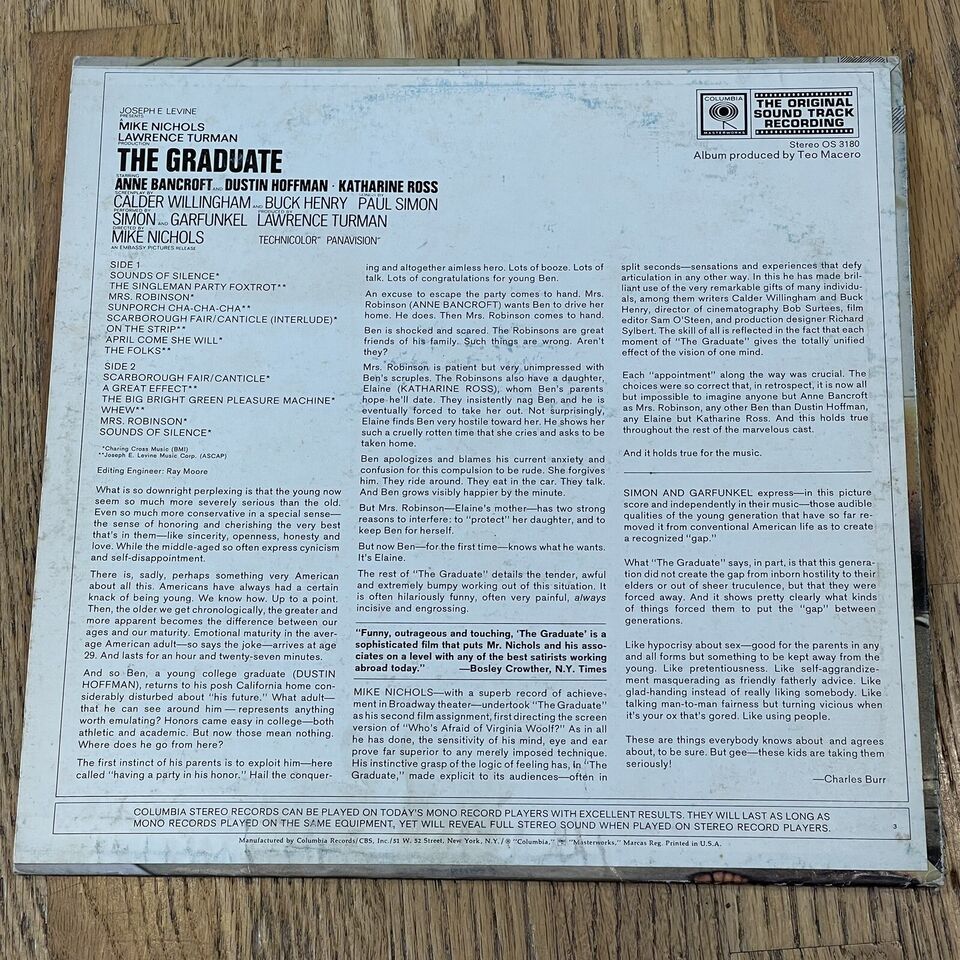 JOSEPH E. LEVINE
PRESENTS
A
MIKE NICHOLS
LAWRENCE TURMAN
PRODUCTION
THE GRADUATE
STARRING
ANNE BANCROFT AND DUSTIN HOFFMAN · KATHARINE ROSS
SCREENPLAY BY SONGS BY
CALDER WILLINGHAM AND BUCK HENRY PAUL SIMON
PERFORMED BY PRODUCED BY
SIMON AND GARFUNKEL LAWRENCE TURMAN
DIRECTED BY
MIKE NICHOLS TECHNICOLOR® PANAVISION®
AN EMBASSY PICTURES RELEASE
COLUMBIA
MASTERWORKS
THE ORIGINAL
SOUND TRACK
RECORDING
Stereo OS 3180
Album produced by Teo Macero
SIDE 1
SOUNDS OF SILENCE*
THE SINGLEMAN PARTY FOXTROT**
MRS. ROBINSON*
SUNPORCH CHA-CHA-CHA**
SCARBOROUGH FAIR/CANTICLE (INTERLUDE)*
ON THE STRIP**
APRIL COME SHE WILL*
THE FOLKS**
SIDE 2
SCARBOROUGH FAIR/CANTICLE*
A GREAT EFFECT**
THE BIG BRIGHT GREEN PLEASURE MACHINE*
WHEW**
MRS. ROBINSON*
SOUNDS OF SILENCE*
*Charing Cross Music (BMI)
**Joseph E. Levine Music Corp. (ASCAP)
Editing Engineer: Ray Moore
What is so downright perplexing is that the young now
seem so much more severely serious than the old.
Even so much more conservative in a special sense—
the sense of honoring and cherishing the very best
that's in them—like sincerity, openness, honesty and
love. While the middle-aged so often express cynicism
and self-disappointment.
There is, sadly, perhaps something very American
about all this. Americans have always had a certain
knack of being young. We know how. Up to a point.
Then, the older we get chronologically, the greater and
more apparent becomes the difference between our
ages and our maturity. Emotional maturity in the aver-
age American adult—so says the joke—arrives at age
29. And lasts for an hour and twenty-seven minutes.
And so Ben, a young college graduate (DUSTIN
HOFFMAN), returns to his posh California home con-
siderably disturbed about "his future." What adult—
that he can see around him — represents anything
worth emulating? Honors came easy in college—both
athletic and academic. But now those mean nothing.
Where does he go from here?
The first instinct of his parents is to exploit him—here
called "having a party in his honor." Hail the conquer-
ing and altogether aimless hero. Lots of booze. Lots of
talk. Lots of congratulations for young Ben.
An excuse to escape the party comes to hand. Mrs.
Robinson (ANNE BANCROFT) wants Ben to drive her
home. He does. Then Mrs. Robinson comes to hand.
Ben is shocked and scared. The Robinsons are great
friends of his family. Such things are wrong. Aren't
they?
Mrs. Robinson is patient but very unimpressed with
Ben's scruples. The Robinsons also have a daughter,
Elaine (KATHARINE ROSS), whom Ben's parents
hope he'll date. They insistently nag Ben and he is
eventually forced to take her out. Not surprisingly,
Elaine finds Ben very hostile toward her. He shows her
such a cruelly rotten time that she cries and asks to be
taken home.
Ben apologizes and blames his current anxiety and
confusion for this compulsion to be rude. She forgives
him. They ride around. They eat in the car. They talk.
And Ben grows visibly happier by the minute.
But Mrs. Robinson—Elaine's mother—has two strong
reasons to interfere: to "protect" her daughter, and to
keep Ben for herself.
But now Ben—for the first time—knows what he wants.
It's Elaine.
The rest of "The Graduate" details the tender, awful
and extremely bumpy working out of this situation. It
is often hilariously funny, often very painful, always
incisive and engrossing.
"Funny, outrageous and touching, 'The Graduate' is a
sophisticated film that puts Mr. Nichols and his asso-
ciates on a level with any of the best satirists working
abroad today." —Bosley Crowther, N.Y. Times
MIKE NICHOLS—with a superb record of achieve-
ment in Broadway theater—undertook "The Graduate"
as his second film assignment, first directing the screen
version of "Who's Afraid of Virginia Woolf?" As in all
he has done, the sensitivity of his mind, eye and ear
prove far superior to any merely imposed technique.
His instinctive grasp of the logic of feeling has, in "The
Graduate," made explicit to its audiences—often in
split seconds—sensations and experiences that defy
articulation in any other way. In this he has made bril-
liant use of the very remarkable gifts of many individu-
als, among them writers Calder Willingham and Buck
Henry, director of cinematography Bob Surtees, film
editor Sam O'Steen, and production designer Richard
Sylbert. The skill of all is reflected in the fact that each
moment of "The Graduate" gives the totally unified
effect of the vision of one mind.
Each "appointment" along the way was crucial. The
choices were so correct that, in retrospect, it is now all
but impossible to imagine anyone but Anne Bancroft
as Mrs. Robinson, any other Ben than Dustin Hoffman,
any Elaine but Katharine Ross. And this holds true
throughout the rest of the marvelous cast.
And it holds true for the music.
SIMON AND GARFUNKEL express—in this picture
score and independently in their music—those audible
qualities of the young generation that have so far re-
moved it from conventional American life as to create
a recognized "gap."
What "The Graduate" says, in part, is that this genera-
tion did not create the gap from inborn hostility to their
elders or out of sheer truculence, but that they were
forced away. And it shows pretty clearly what kinds
of things forced them to put the "gap" between
generations.
Like hypocrisy about sex—good for the parents in any
and all forms but something to be kept away from the
young. Like pretentiousness. Like self-aggrandize-
ment masquerading as friendly fatherly advice. Like
glad-handing instead of really liking somebody. Like
talking man-to-man fairness but turning vicious when
it's your ox that's gored. Like using people.
These are things everybody knows about and agrees
about, to be sure. But gee—these kids are taking them
seriously!
—Charles Burr
COLUMBIA STEREO RECORDS CAN BE PLAYED ON TODAY'S MONO RECORD PLAYERS WITH EXCELLENT RESULTS. THEY WILL LAST AS LONG AS
MONO RECORDS PLAYED ON THE SAME EQUIPMENT, YET WILL REVEAL FULL STEREO SOUND WHEN PLAYED ON STEREO RECORD PLAYERS.
3
Manufactured by Columbia Records/CBS, Inc./51 W. 52 Street, New York, N.Y./® "Columbia," "Masterworks," Marcas Reg. Printed in U.S.A.